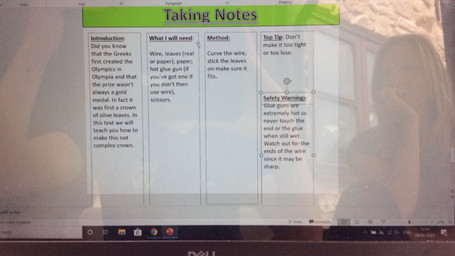 Taking Notes
Introduction:
Did you know
that the Greeks
first created the
Olympics in
Olympia and that
the prize wasn't
always a gold
medal. In fact it
was first a crown
of olive leaves. In
this text we will
teach you how to
make this not
complex crown.
What I will need:
Wire, leaves (real
or paper), paper,
hot glue gun (if
you've got one if
you don't then
use wire),
scissors.
Method:
Curve the wire,
stick the leaves
on make sure it
fits.
Top Tip: Don't
make it too tight
or too lose.
Safety Warnings
Glue guns are
extremely hot so
never touch the
end or the glue
when still wet.
Watch out for the
ends of the wire
since it may be
sharp.
DELL